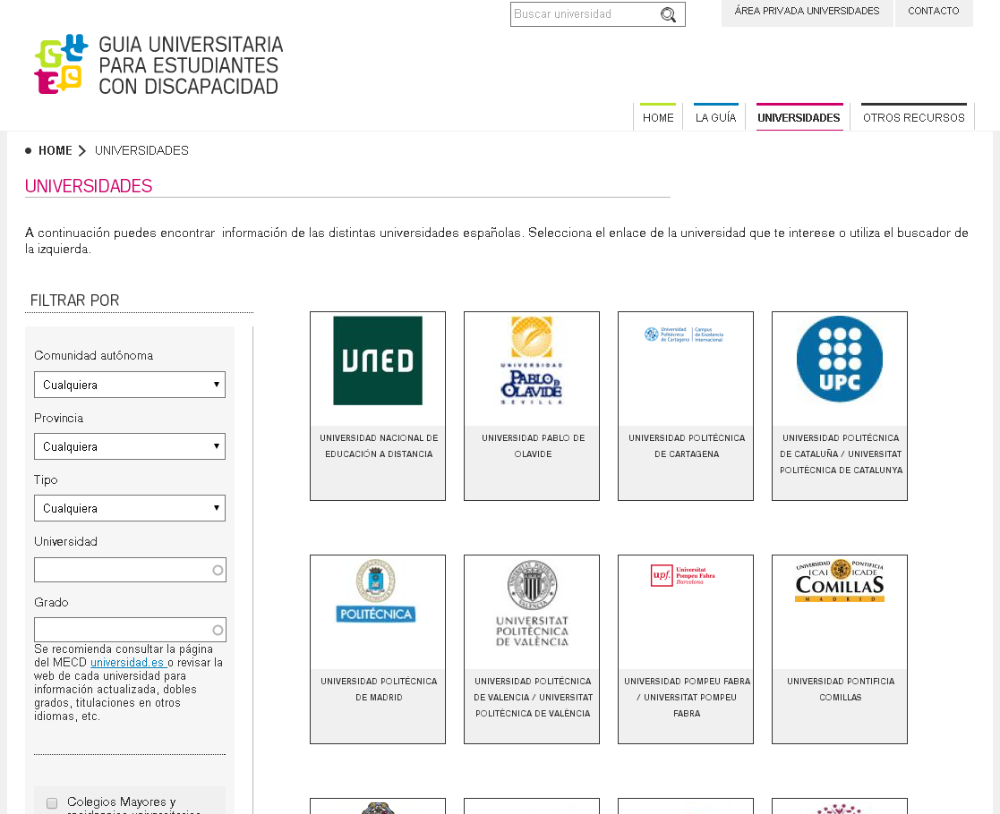 Buscar universidad
ÁREA PRIVADA UNIVERSIDADES
CONTACTO
GUIA UNIVERSITARIA
PARA ESTUDIANTES
CON DISCAPACIDAD
HOME
LA GUÍA
UNIVERSIDADES
OTROS RECURSOS
HOME
UNIVERSIDADES
UNIVERSIDADES
A continuación puedes encontrar información de las distintas universidades españolas. Selecciona el enlace de la universidad que te interese o utiliza el buscador de
la izquierda.
FILTRAR POR
Comunidad autónoma
Cualquiera
Provincia
Cualquiera
Tipo
Cualquiera
Universidad
Grado
Se recomienda consultar la página
del MECD universidad.es o revisar la
web de cada universidad para
información actualizada, dobles
grados, titulaciones en otros
idiomas, etc.
Colegios Mayores y
UNED
UNIVERSIDAD NACIONAL DE
EDUCACIÓN A DISTANCIA
UNIVERSIDAD
PABLO DE
OLAVIDE
SEVILLA
UNIVERSIDAD PABLO DE
OLAVIDE
Universidad
Politécnica
de Cartagena
Campus
de Excelencia
Internacional
UNIVERSIDAD POLITÉCNICA
DE CARTAGENA
UPC
UNIVERSIDAD POLITÉCNICA
DE CATALUÑA / UNIVERSITAT
POLITÈCNICA DE CATALUNYA
POLITÉCNICA
UNIVERSIDAD POLITÉCNICA
DE MADRID
UNIVERSITAT
POLITÈCNICA
DE VALÈNCIA
UNIVERSIDAD POLITÉCNICA
DE VALENCIA / UNIVERSITAT
POLITÈCNICA DE VALÈNCIA
upf.
Universitat
Pompeu Fabra
Barcelona
UNIVERSIDAD POMPEU FABRA
/ UNIVERSITAT POMPEU
FABRA
UNIVERSIDAD PONTIFICIA
ICAI ICADE
COMILLAS
MADRID
UNIVERSIDAD PONTIFICIA
COMILLAS